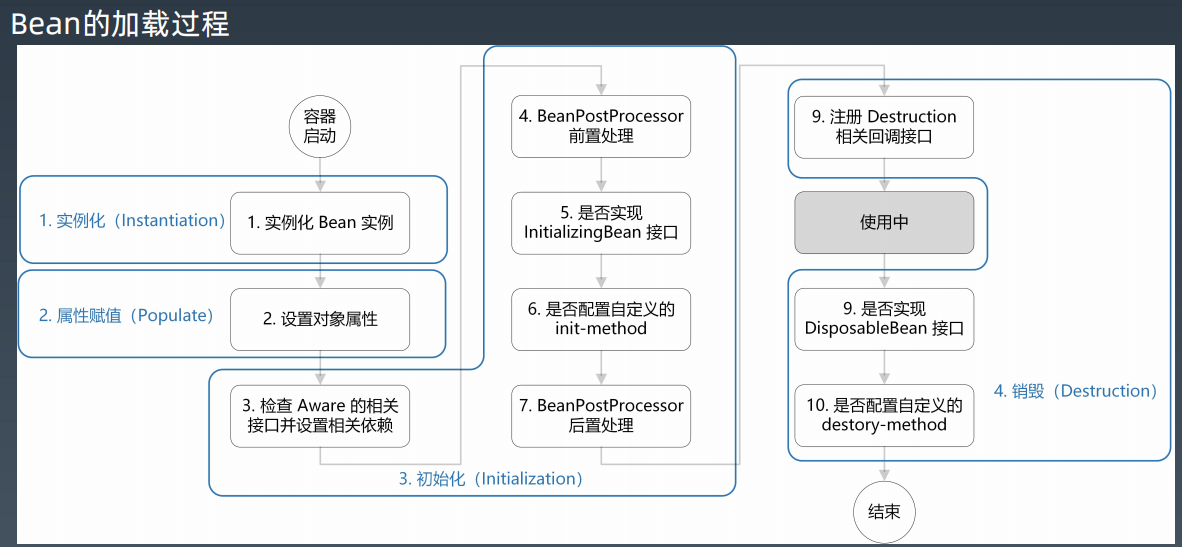 Bean的加载过程
容器
启动
1. 实例化（Instantiation）
1. 实例化 Bean 实例
2. 属性赋值（Populate）
2. 设置对象属性
3. 检查 Aware 的相关
接口并设置相关依赖
3. 初始化（Initialization）
4. BeanPostProcessor
前置处理
5. 是否实现
InitializingBean 接口
6. 是否配置自定义的
init-method
7. BeanPostProcessor
后置处理
9. 注册 Destruction
相关回调接口
使用中
9. 是否实现
DisposableBean 接口
10. 是否配置自定义的
destory-method
4. 销毁（Destruction）
结束